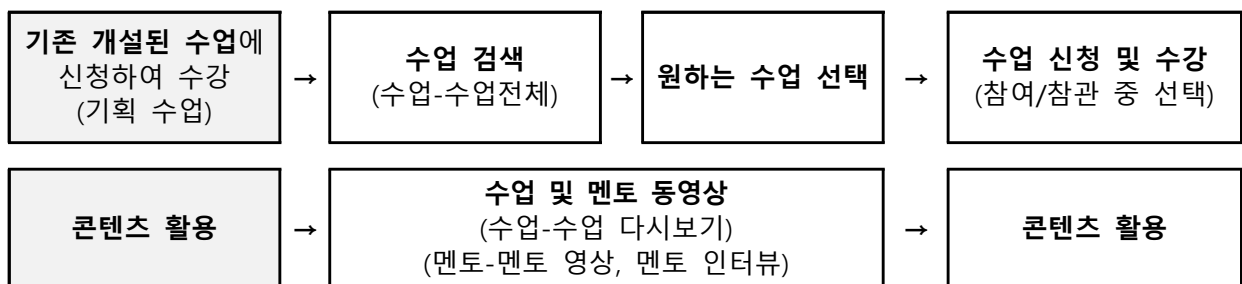 기존 개설된 수업에
신청하여 수강
(기획 수업)
→
수업 검색
(수업-수업전체)
→
원하는 수업 선택
→
수업 신청 및 수강
(참여/참관 중 선택)
콘텐츠 활용
→
수업 및 멘토 동영상
(수업-수업 다시보기)
(멘토-멘토 영상, 멘토 인터뷰)
→
콘텐츠 활용